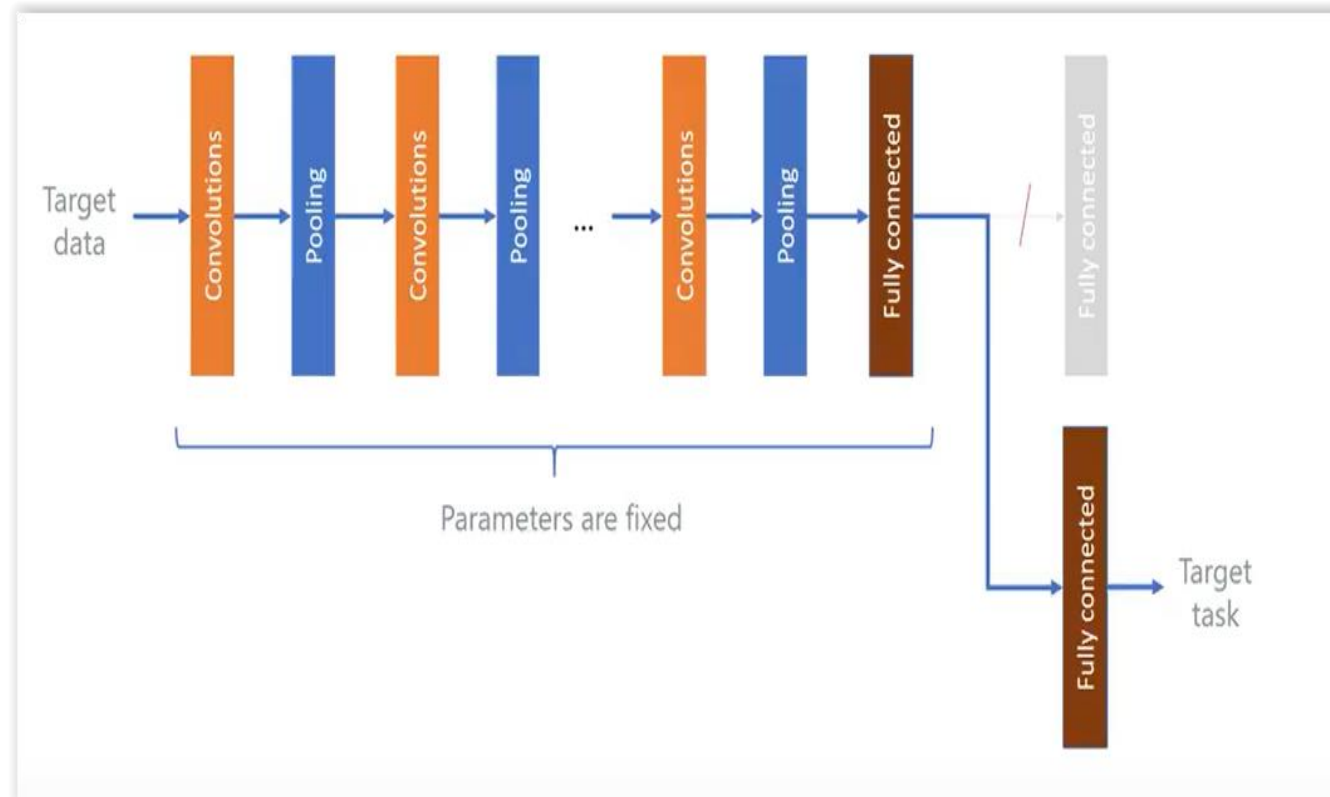 Target
data
Convolutions
Pooling
Convolutions
Pooling
...
Convolutions
Pooling
Fully connected
Fully connected
Parameters are fixed
Fully connected
Target
task